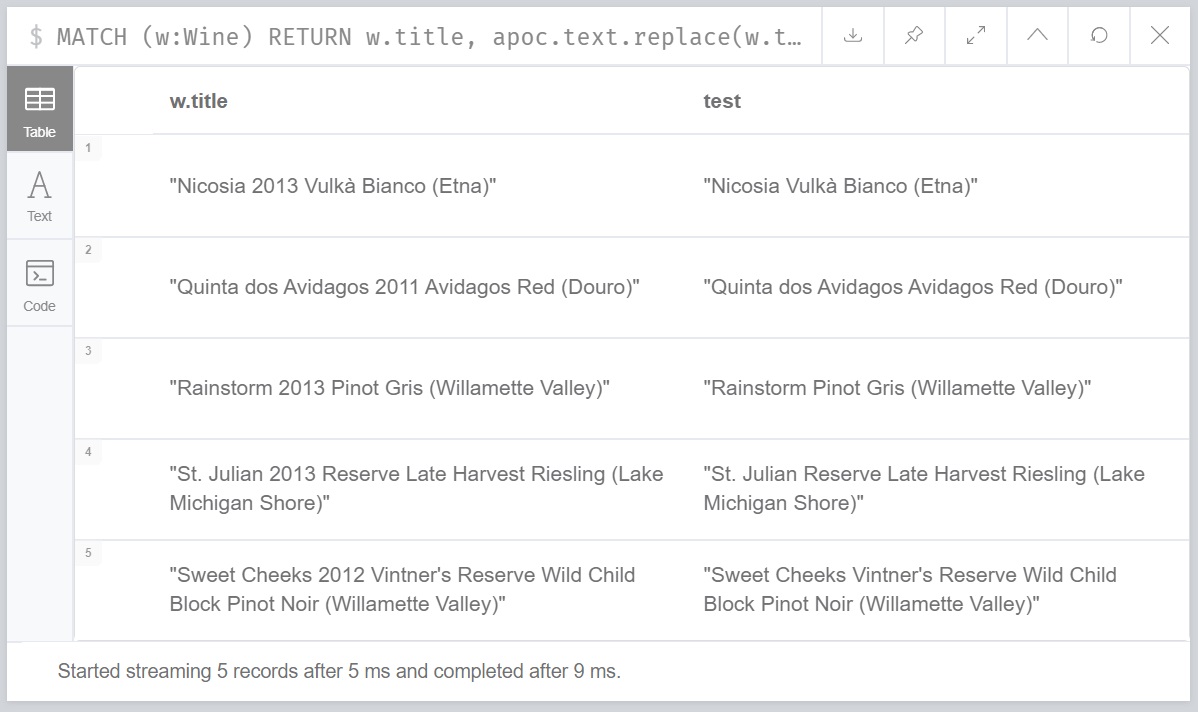 $ MATCH (w:Wine) RETURN w.title, apoc.text.replace(w.t…
Table
Text
Code
w.title test
1
"Nicosia 2013 Vulkà Bianco (Etna)" "Nicosia Vulkà Bianco (Etna)"
2
"Quinta dos Avidagos 2011 Avidagos Red (Douro)" "Quinta dos Avidagos Avidagos Red (Douro)"
3
"Rainstorm 2013 Pinot Gris (Willamette Valley)" "Rainstorm Pinot Gris (Willamette Valley)"
4
"St. Julian 2013 Reserve Late Harvest Riesling (Lake
Michigan Shore)"
"St. Julian Reserve Late Harvest Riesling (Lake
Michigan Shore)"
5
"Sweet Cheeks 2012 Vintner's Reserve Wild Child
Block Pinot Noir (Willamette Valley)"
"Sweet Cheeks Vintner's Reserve Wild Child
Block Pinot Noir (Willamette Valley)"
Started streaming 5 records after 5 ms and completed after 9 ms.